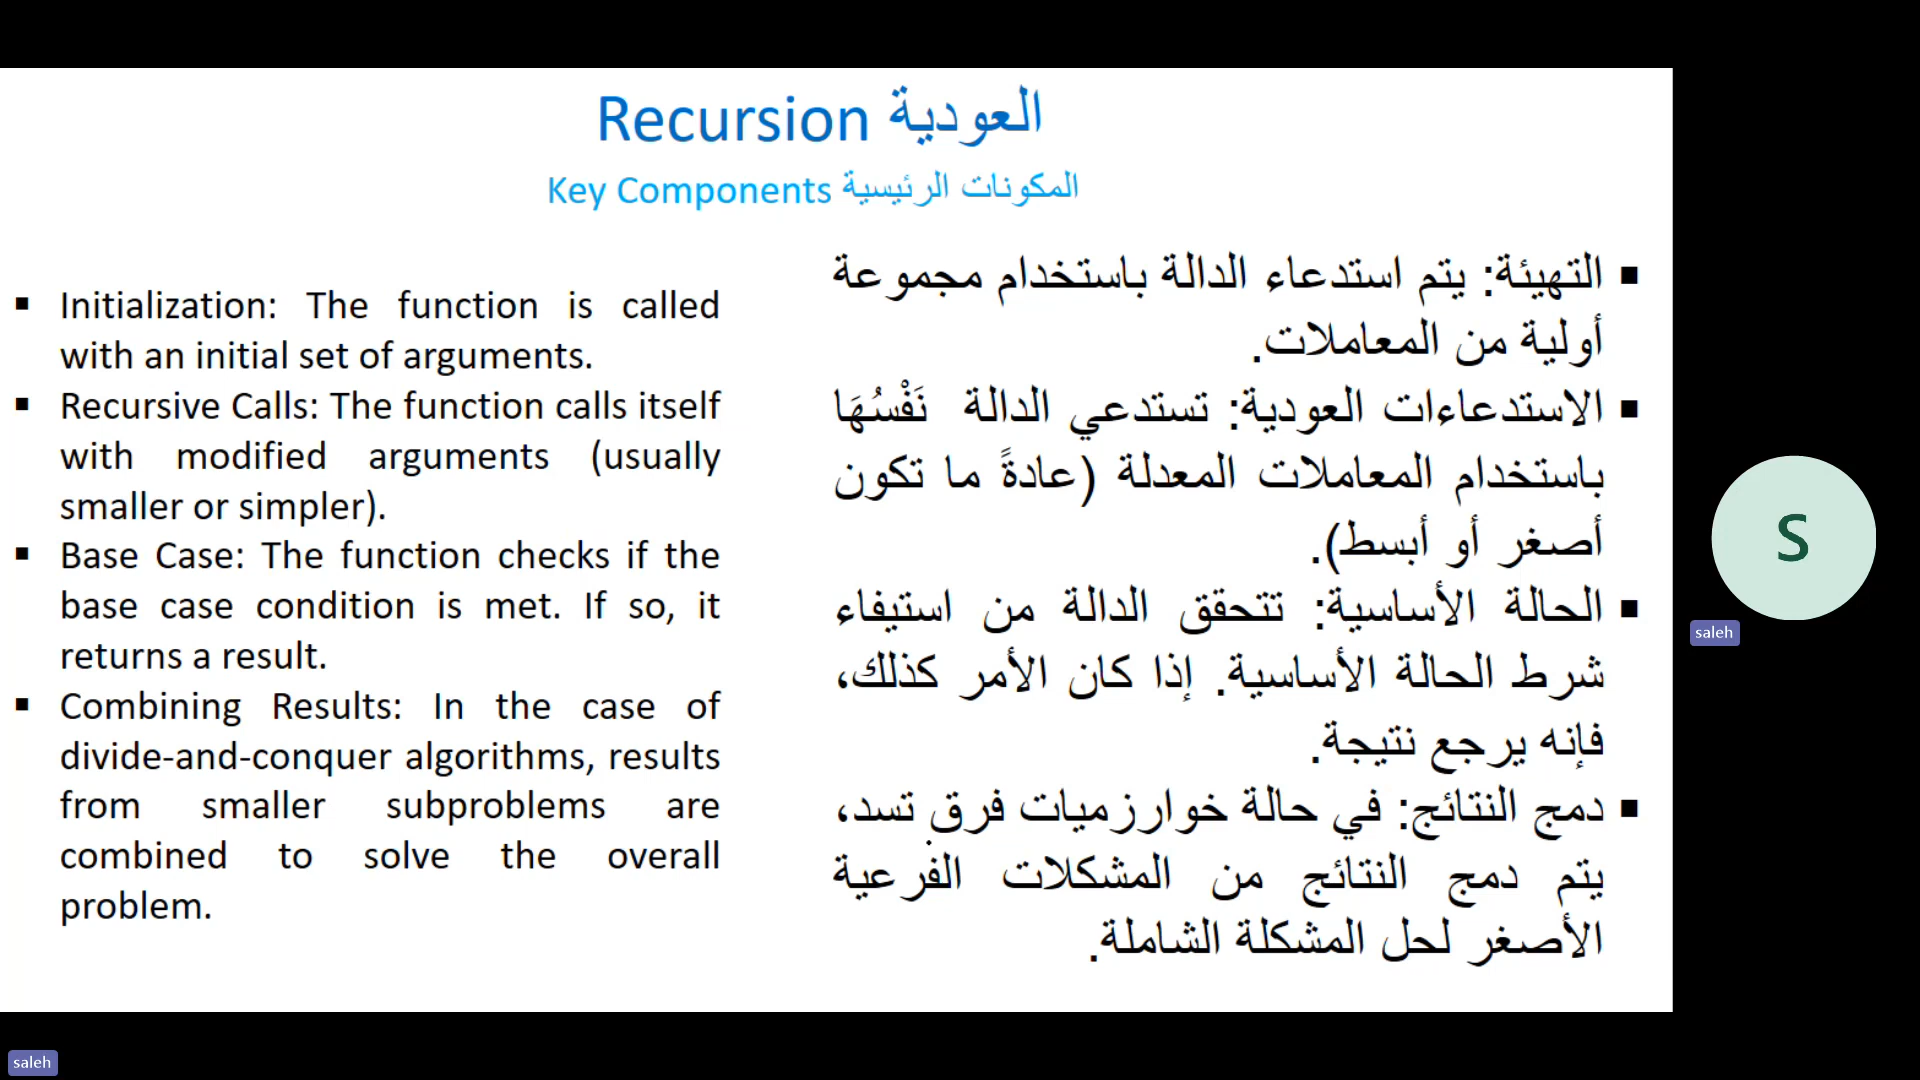 Recursion العودية
Key Components المكونات الرئيسية
▪ Initialization: The function is called
with an initial set of arguments.
▪ Recursive Calls: The function calls itself
with modified arguments (usually
smaller or simpler).
▪ Base Case: The function checks if the
base case condition is met. If so, it
returns a result.
▪ Combining Results: In the case of
divide-and-conquer algorithms, results
from smaller subproblems are
combined to solve the overall
problem.
▪ التهيئة: يتم استدعاء الدالة باستخدام مجموعة
أولية من المعاملات.
▪ الاستدعاءات العودية: تستدعي الدالة نَفْسُهَا
باستخدام المعاملات المعدلة (عادةً ما تكون
أصغر أو أبسط).
▪ الحالة الأساسية: تتحقق الدالة من استيفاء
شرط الحالة الأساسية. إذا كان الأمر كذلك،
فإنه يرجع نتيجة.
▪ دمج النتائج: في حالة خوارزميات فرق تسد،
يتم دمج النتائج من المشكلات الفرعية
الأصغر لحل المشكلة الشاملة.
S
saleh
saleh